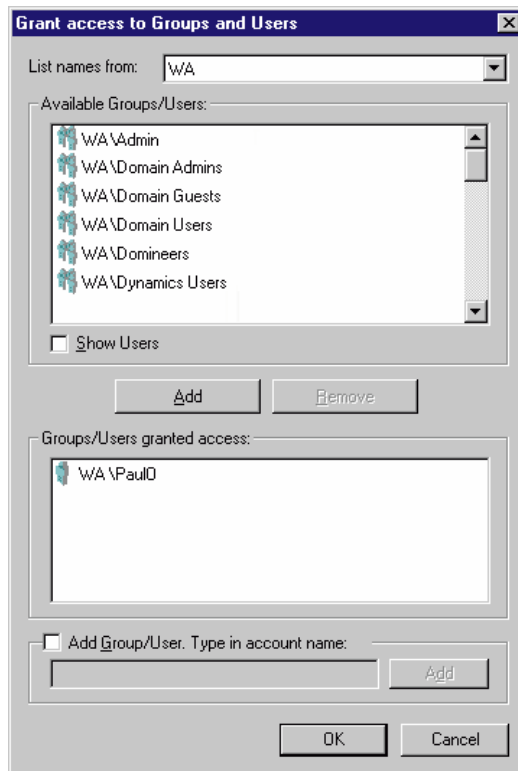 Grant access to Groups and Users
List names from: WA
Available Groups/Users:
WA\Admin
WA\Domain Admins
WA\Domain Guests
WA\Domain Users
WA\Domineers
WA\Dynamics Users
Show Users
Add Remove
Groups/Users granted access:
WA\PaulO
Add Group/User. Type in account name:
Add
OK Cancel